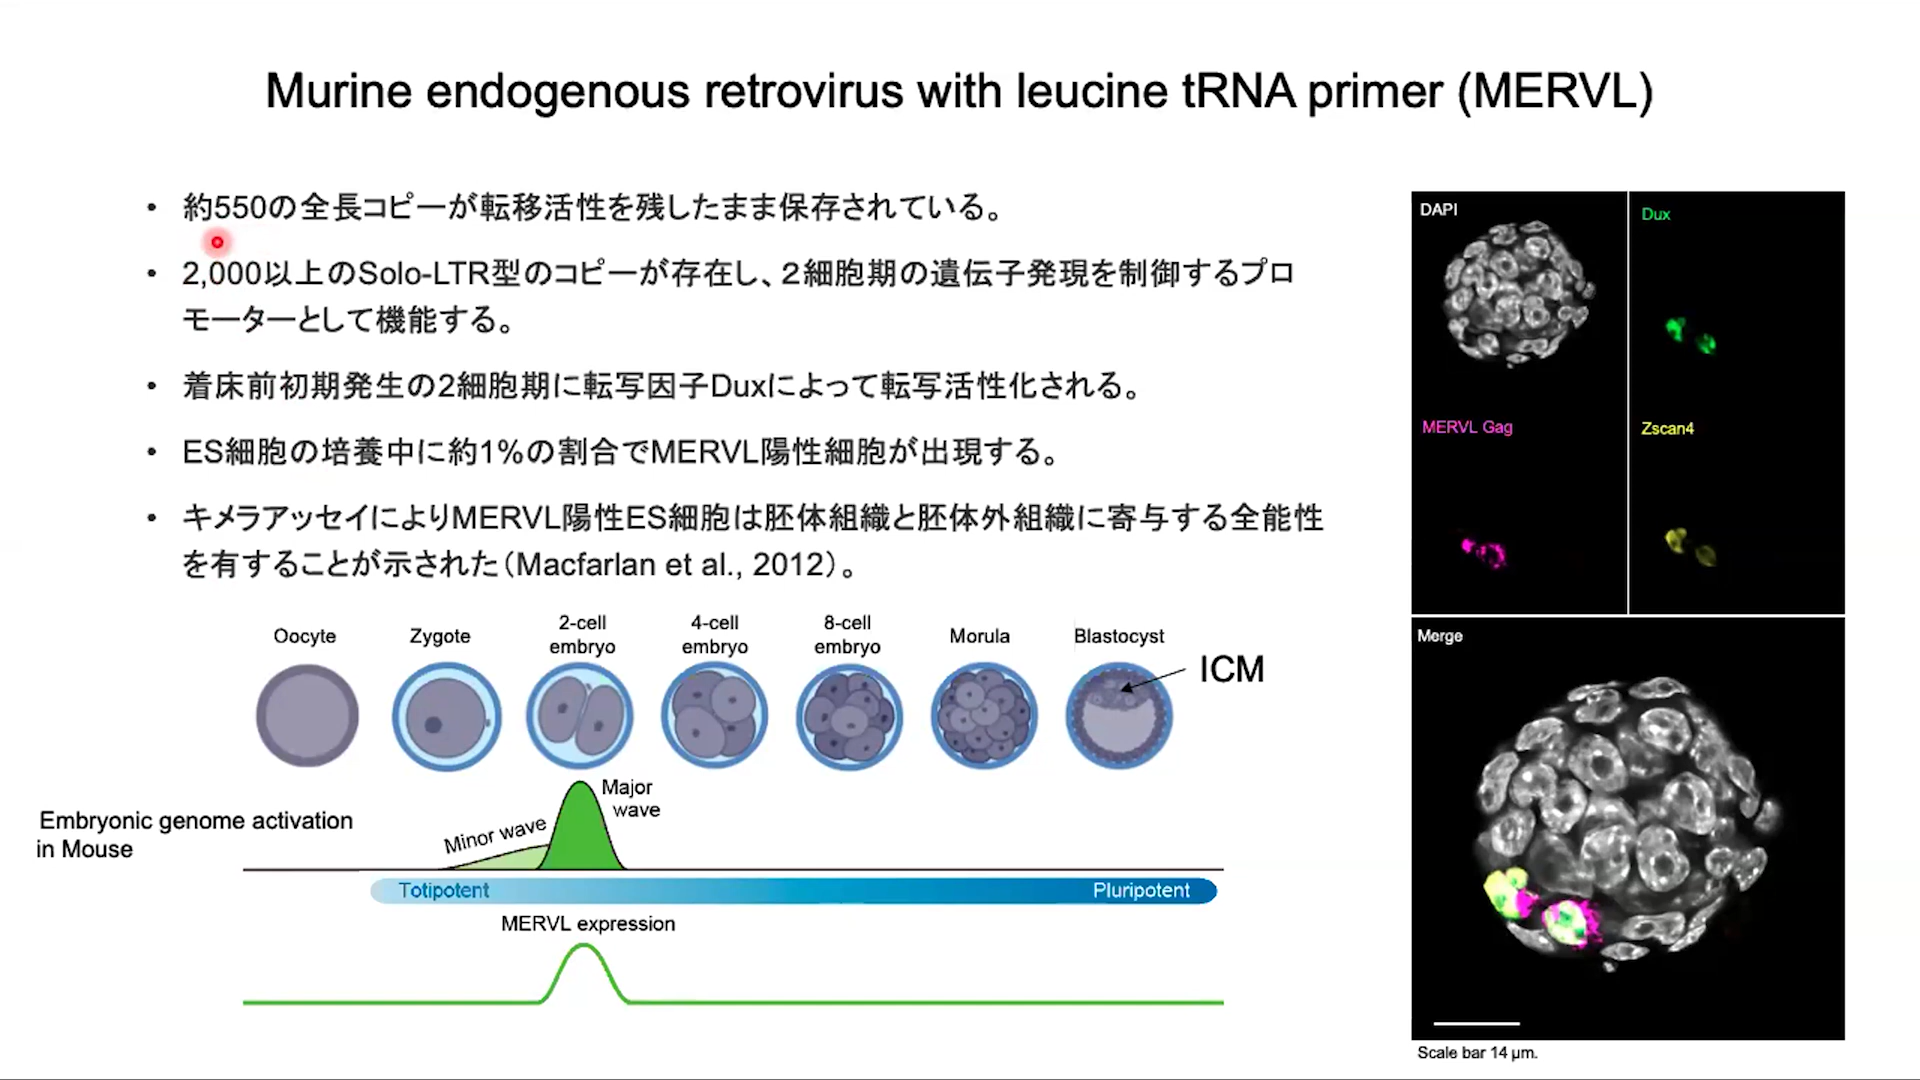 Murine endogenous retrovirus with leucine tRNA primer (MERVL)
• 約550の全長コピーが転移活性を残したまま保存されている。
• 2,000以上のSolo-LTR型のコピーが存在し、２細胞期の遺伝子発現を制御するプロ
モーターとして機能する。
• 着床前初期発生の2細胞期に転写因子Duxによって転写活性化される。
• ES細胞の培養中に約1%の割合でMERVL陽性細胞が出現する。
• キメラアッセイによりMERVL陽性ES細胞は胚体組織と胚体外組織に寄与する全能性
を有することが示された（Macfarlan et al., 2012）。
Oocyte
Zygote
2-cell
embryo
4-cell
embryo
8-cell
embryo
Morula
Blastocyst
ICM
Major
wave
Minor wave
Embryonic genome activation
in Mouse
Totipotent
Pluripotent
MERVL expression
DAPI
Dux
MERVL Gag
Zscan4
Merge
Scale bar 14 µm.